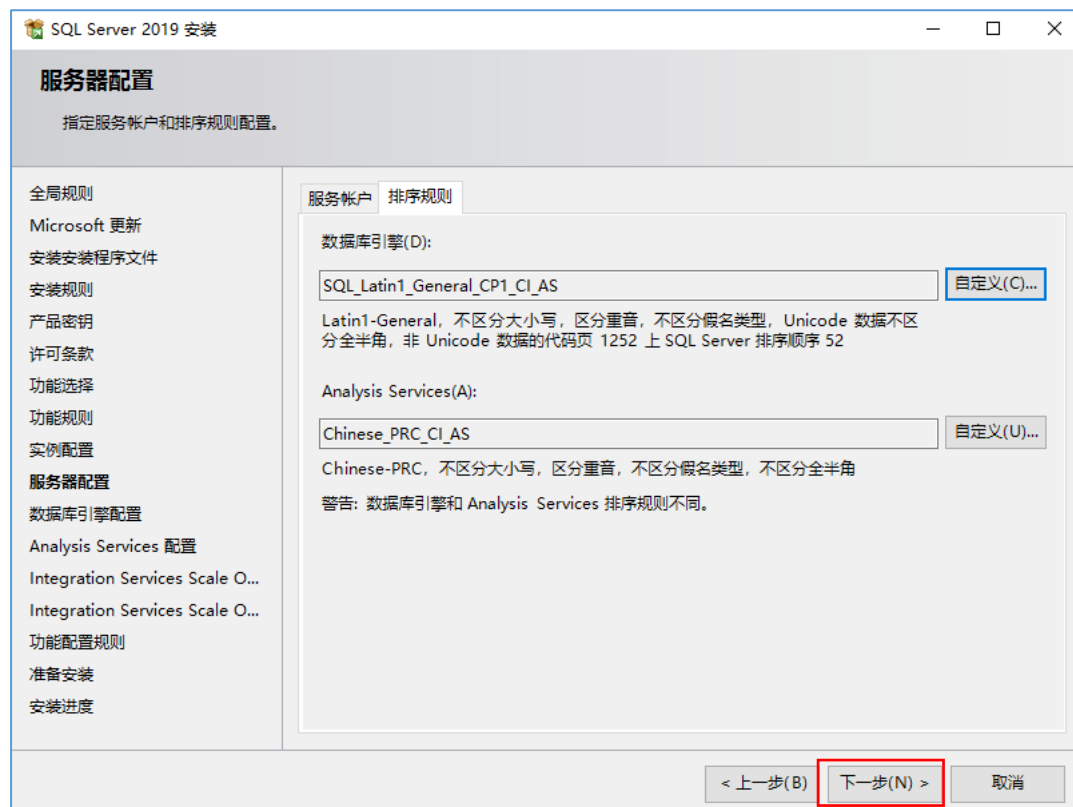 SQL Server 2019 安装
服务器配置
指定服务帐户和排序规则配置。
全局规则
Microsoft 更新
安装安装程序文件
安装规则
产品密钥
许可条款
功能选择
功能规则
实例配置
服务器配置
数据库引擎配置
Analysis Services 配置
Integration Services Scale O...
Integration Services Scale O...
功能配置规则
准备安装
安装进度
服务帐户 排序规则
数据库引擎(D):
SQL_Latin1_General_CP1_CI_AS 自定义(C)...
Latin1-General，不区分大小写，区分重音，不区分假名类型，Unicode 数据不区
分全半角，非 Unicode 数据的代码页 1252 上 SQL Server 排序顺序 52
Analysis Services(A):
Chinese_PRC_CI_AS 自定义(U)...
Chinese-PRC，不区分大小写，区分重音，不区分假名类型，不区分全半角
警告: 数据库引擎和 Analysis Services 排序规则不同。
< 上一步(B) 下一步(N) > 取消